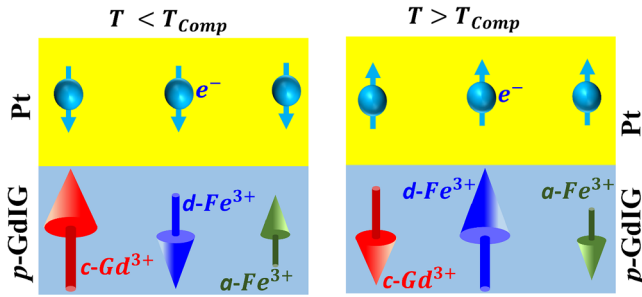 T < T_Comp
T > T_Comp
Pt
e⁻
e⁻
Pt
p-GdIG
c-Gd³⁺
d-Fe³⁺
a-Fe³⁺
d-Fe³⁺
a-Fe³⁺
c-Gd³⁺
p-GdIG